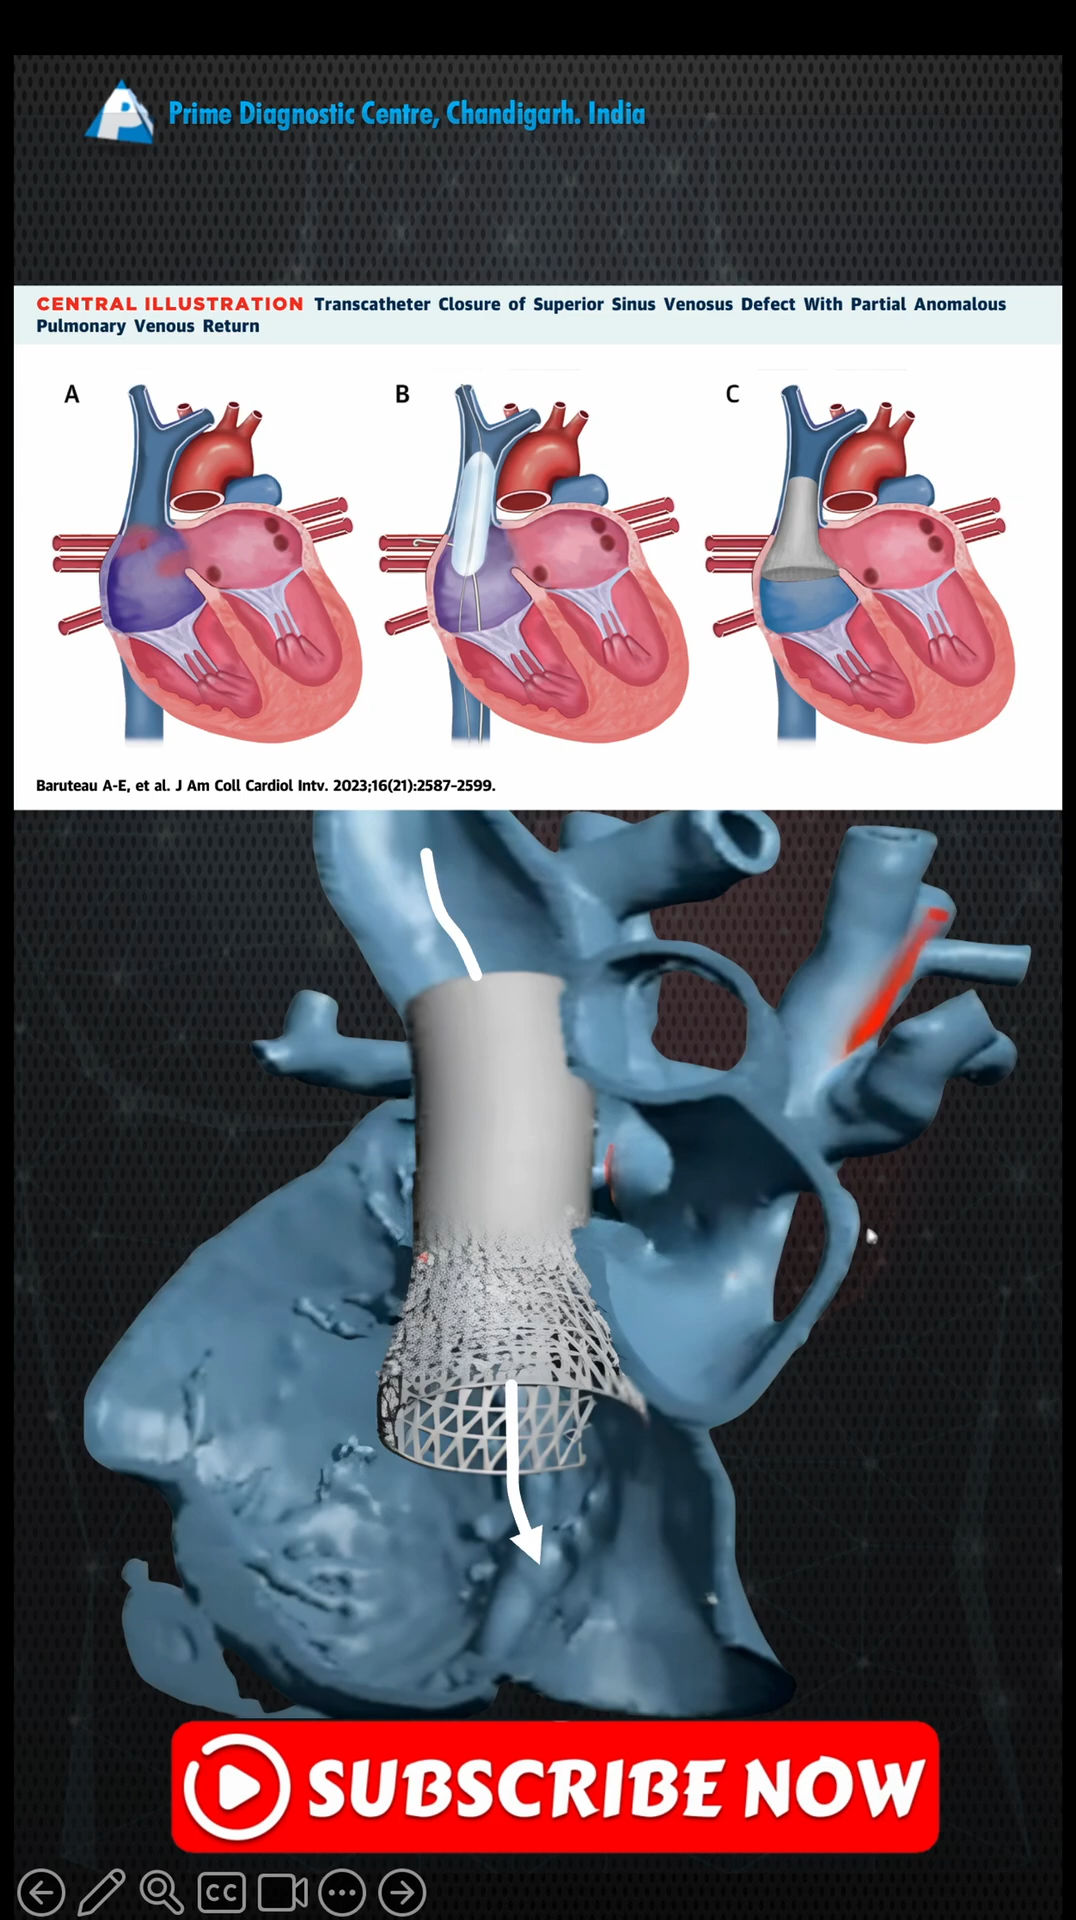 P
Prime Diagnostic Centre, Chandigarh. India
CENTRAL ILLUSTRATION Transcatheter Closure of Superior Sinus Venosus Defect With Partial Anomalous
Pulmonary Venous Return
A
B
C
Baruteau A-E, et al. J Am Coll Cardiol Intv. 2023;16(21):2587–2599.
SUBSCRIBE NOW
CC